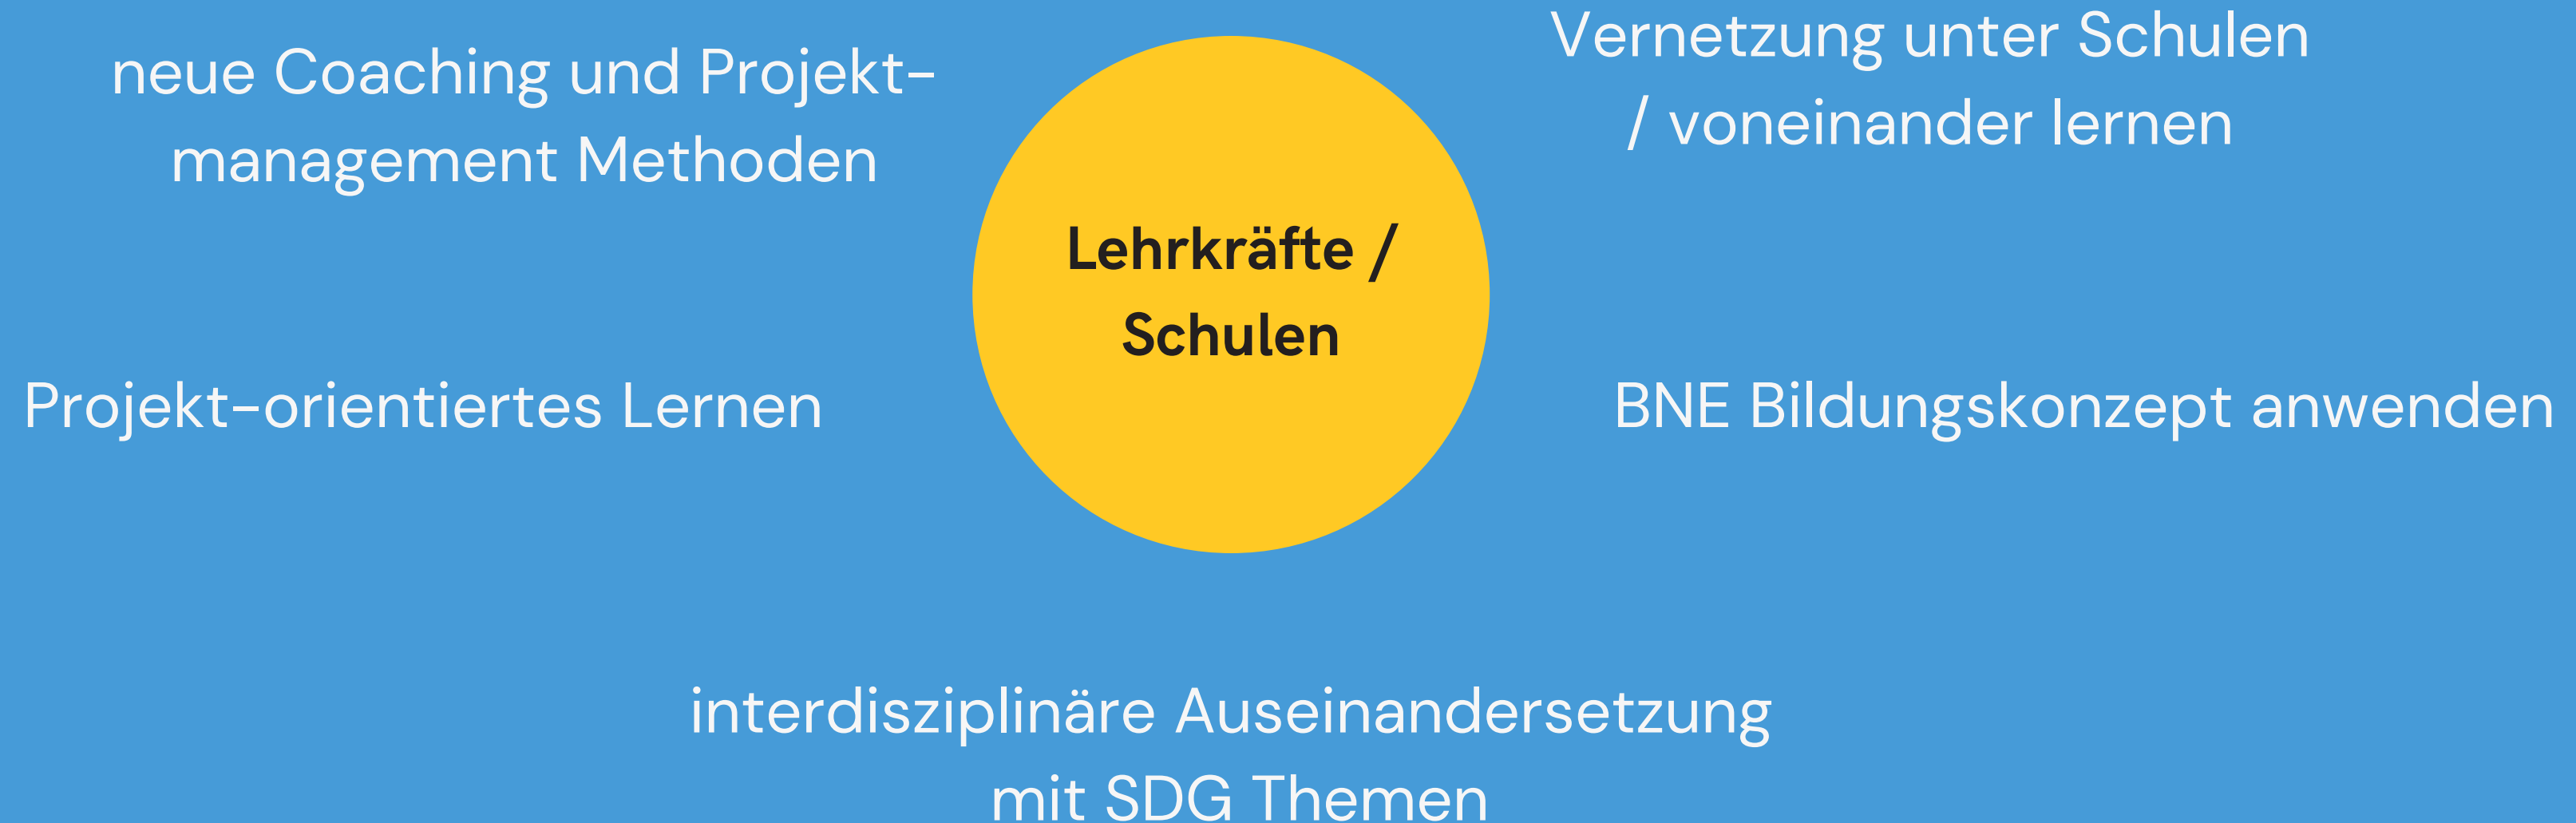 neue Coaching und Projekt-
management Methoden
Vernetzung unter Schulen
/ voneinander lernen
Lehrkräfte /
Schulen
Projekt-orientiertes Lernen
BNE Bildungskonzept anwenden
interdisziplinäre Auseinandersetzung
mit SDG Themen